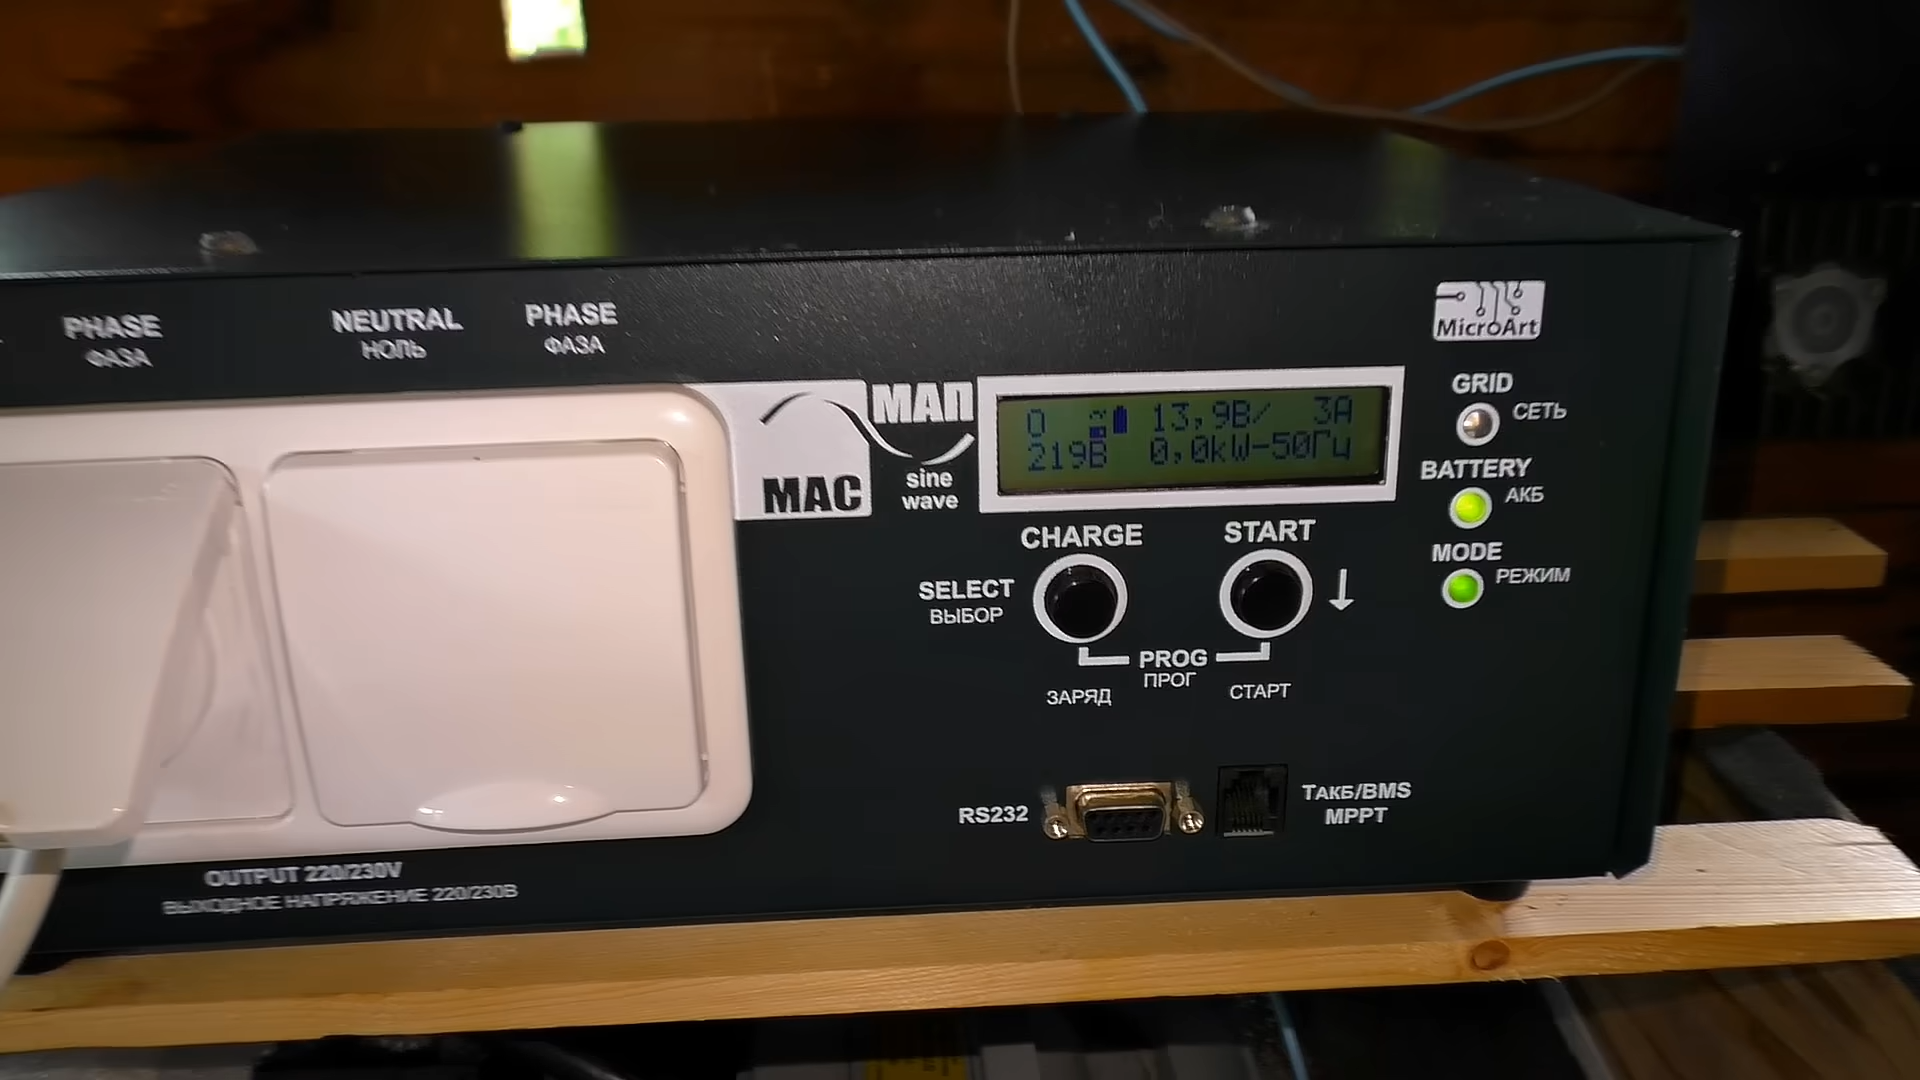 PHASE
ФАЗА
NEUTRAL
НОЛЬ
PHASE
ФАЗА
MicroArt
МАП
MAC
sine
wave
0 ~ 13,9В/ 3А
219В 0,0kW-50Гц
GRID
СЕТЬ
BATTERY
АКБ
MODE
РЕЖИМ
CHARGE
START
SELECT
ВЫБОР
↓
PROG
ПРОГ
ЗАРЯД
СТАРТ
RS232
TАКБ/BMS
MPPT
OUTPUT 220/230V
ВЫХОДНОЕ НАПРЯЖЕНИЕ 220/230В